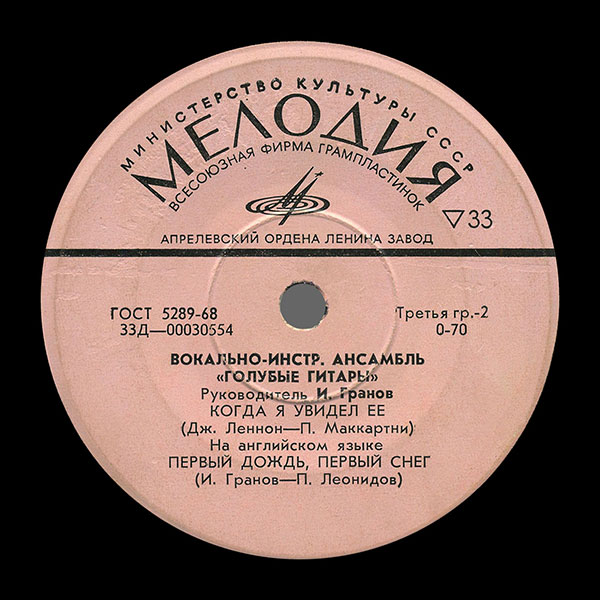 МИНИСТЕРСТВО КУЛЬТУРЫ СССР
МЕЛОДИЯ
ВСЕСОЮЗНАЯ ФИРМА ГРАМПЛАСТИНОК
▽33
АПРЕЛЕВСКИЙ ОРДЕНА ЛЕНИНА ЗАВОД
ГОСТ 5289-68
33Д—00030554
Третья гр.-2
0-70
ВОКАЛЬНО-ИНСТР. АНСАМБЛЬ
«ГОЛУБЫЕ ГИТАРЫ»
Руководитель И. Гранов
КОГДА Я УВИДЕЛ ЕЕ
(Дж. Леннон—П. Маккартни)
На английском языке
ПЕРВЫЙ ДОЖДЬ, ПЕРВЫЙ СНЕГ
(И. Гранов—П. Леонидов)